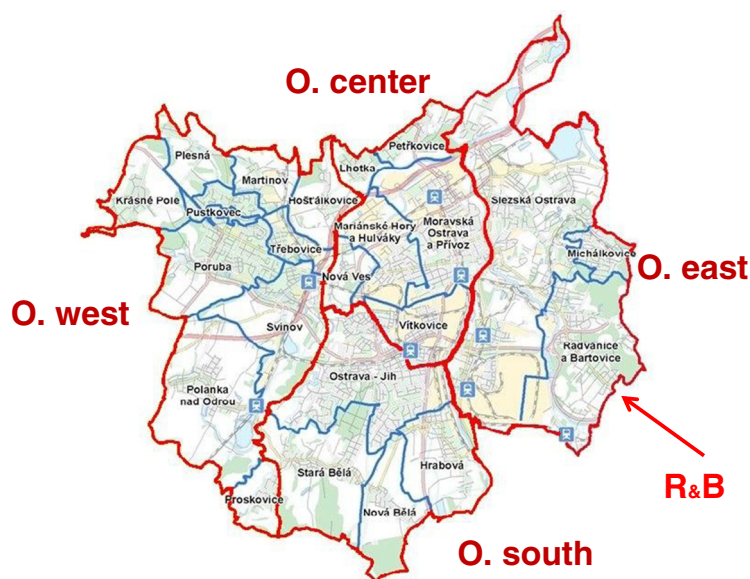 O. center
Petřkovice
Plesná
Lhotka
Martinov
Hošťálkovice
Krásné Pole
Slezská Ostrava
Pustkovec
Mariánské Hory
a Hulváky
Moravská
Ostrava
a Přívoz
Třebovice
Michálkovice
Poruba
Nová Ves
O. east
O. west
Svinov
Vítkovice
Radvanice
a Bartovice
Ostrava - Jih
Polanka
nad Odrou
Stará Bělá
Hrabová
R&B
Proskovice
Nová Bělá
O. south